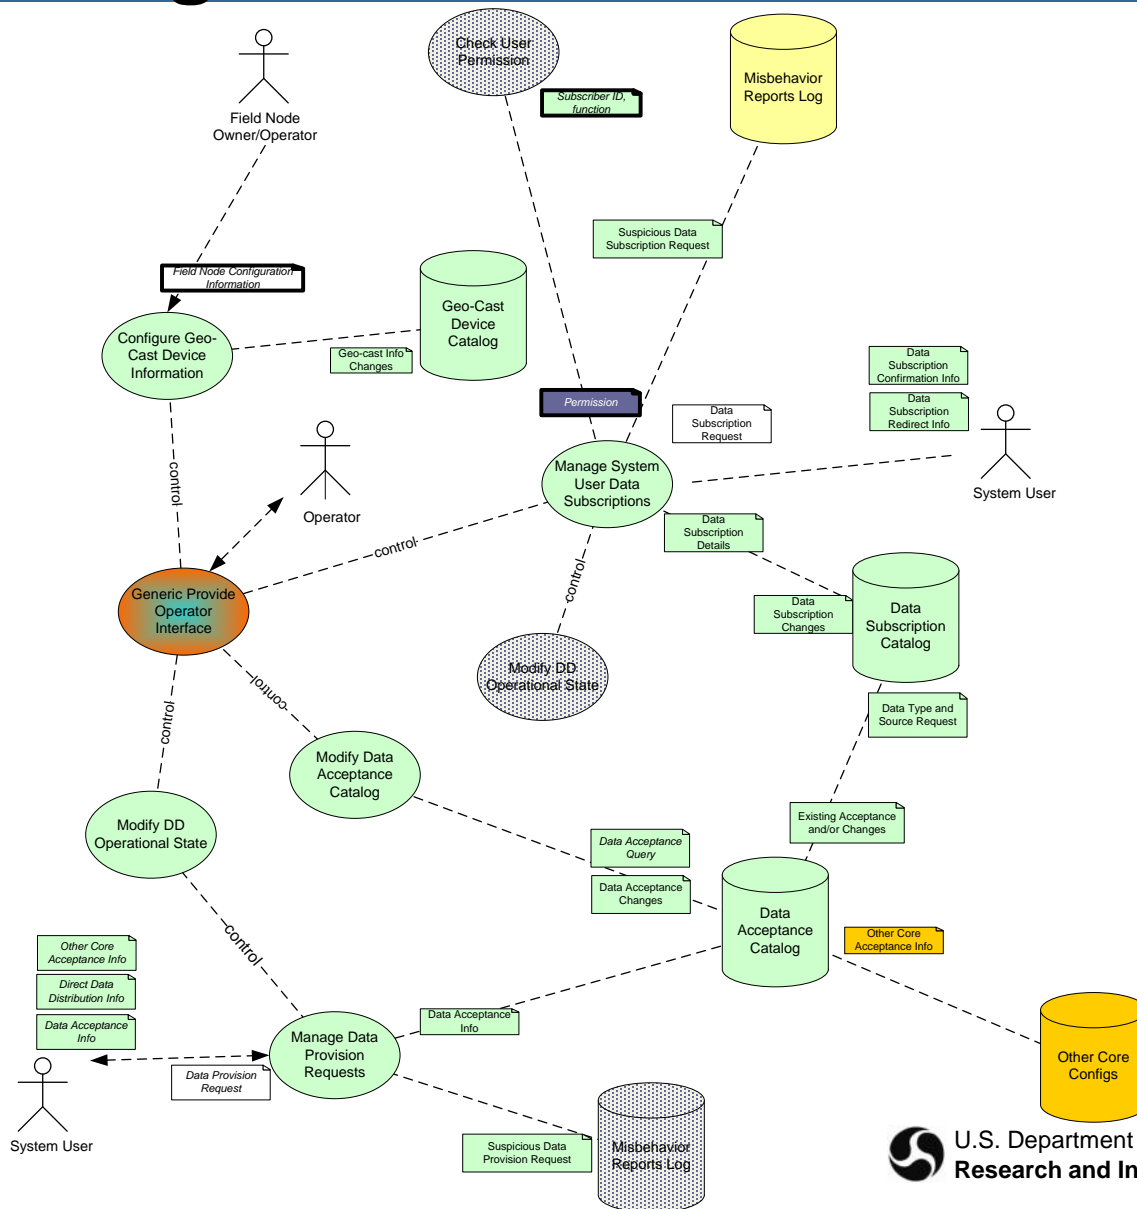 Check User
Permission
Subscriber ID,
function
Misbehavior
Reports Log
Field Node
Owner/Operator
Suspicious Data
Subscription Request
Field Node Configuration
Information
Geo-Cast
Device
Catalog
Configure Geo-
Cast Device
Information
Geo-cast Info
Changes
Data
Subscription
Confirmation Info
Data
Subscription
Redirect Info
Permission
Data
Subscription
Request
control
Operator
Manage System
User Data
Subscriptions
System User
Data
Subscription
Details
control
control
Generic Provide
Operator
Interface
Data
Subscription
Changes
Data
Subscription
Catalog
Modify DD
Operational State
control
control
Data Type and
Source Request
Modify Data
Acceptance
Catalog
Modify DD
Operational State
Existing Acceptance
and/or Changes
Data Acceptance
Query
Data Acceptance
Changes
Data
Acceptance
Catalog
Other Core
Acceptance Info
control
Other Core
Acceptance Info
Direct Data
Distribution Info
Data Acceptance
Info
Data Acceptance
Info
Manage Data
Provision
Requests
Data Provision
Request
Other Core
Configs
System User
Suspicious Data
Provision Request
Misbehavior
Reports Log
U.S. Department
Research and In